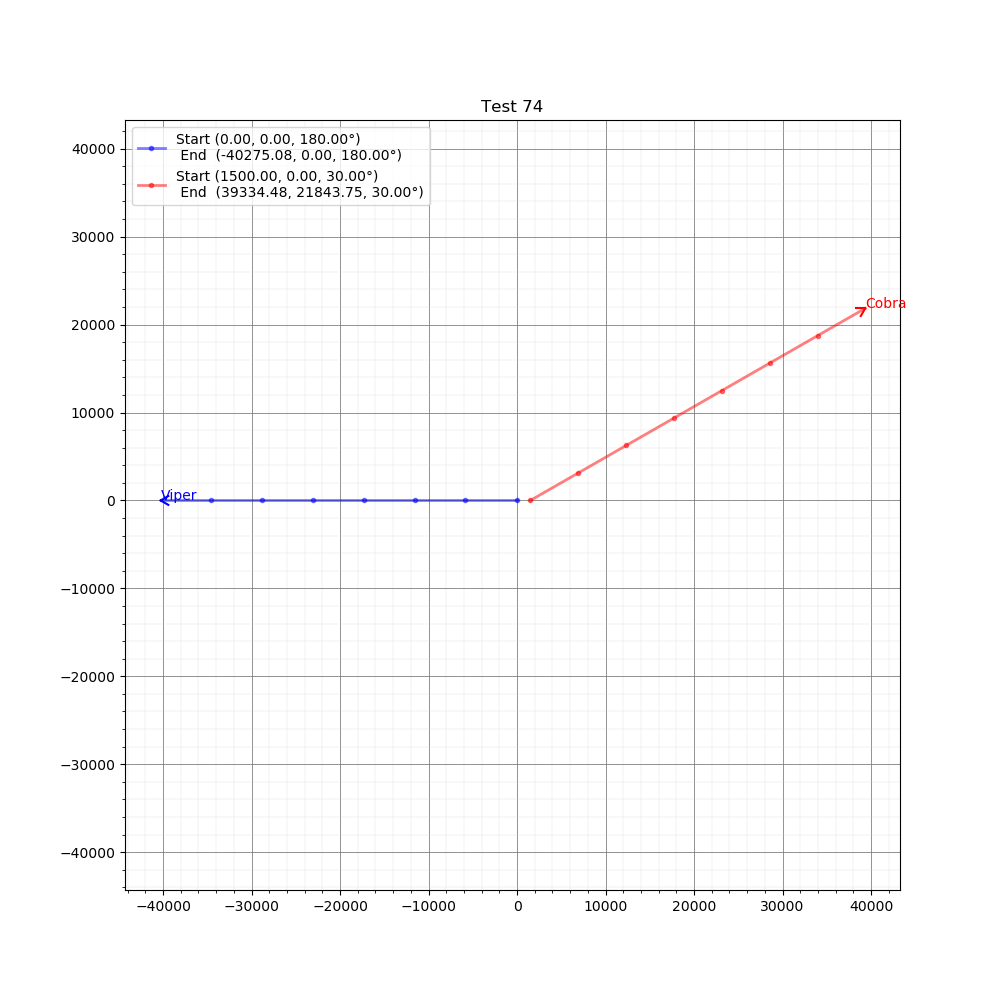 Test 74
Start (0.00, 0.00, 180.00°)
End  (-40275.08, 0.00, 180.00°)
Start (1500.00, 0.00, 30.00°)
End  (39334.48, 21843.75, 30.00°)
40000
30000
20000
10000
0
−10000
−20000
−30000
−40000
Cobra
Viper
−40000 −30000 −20000 −10000 0 10000 20000 30000 40000